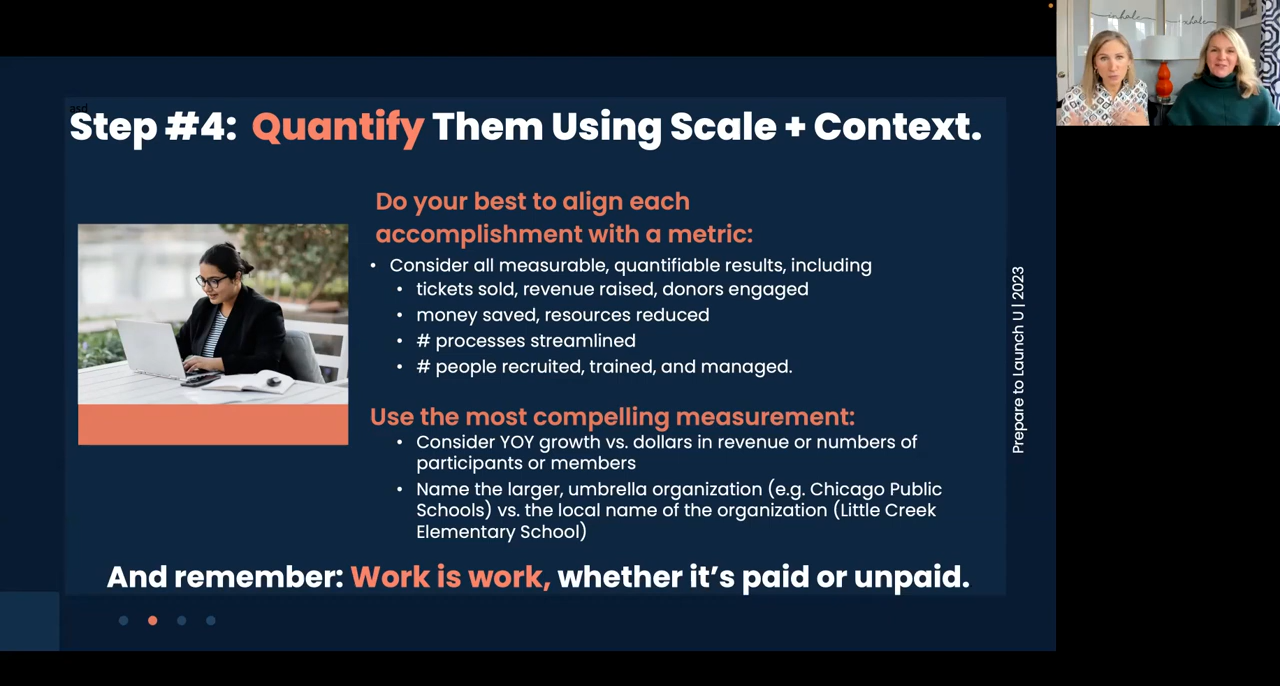 asd
Step #4: Quantify Them Using Scale + Context.
Do your best to align each
accomplishment with a metric:
• Consider all measurable, quantifiable results, including
• tickets sold, revenue raised, donors engaged
• money saved, resources reduced
• # processes streamlined
• # people recruited, trained, and managed.
Use the most compelling measurement:
• Consider YOY growth vs. dollars in revenue or numbers of
participants or members
• Name the larger, umbrella organization (e.g. Chicago Public
Schools) vs. the local name of the organization (Little Creek
Elementary School)
And remember: Work is work, whether it’s paid or unpaid.
Prepare to Launch U | 2023
inhale